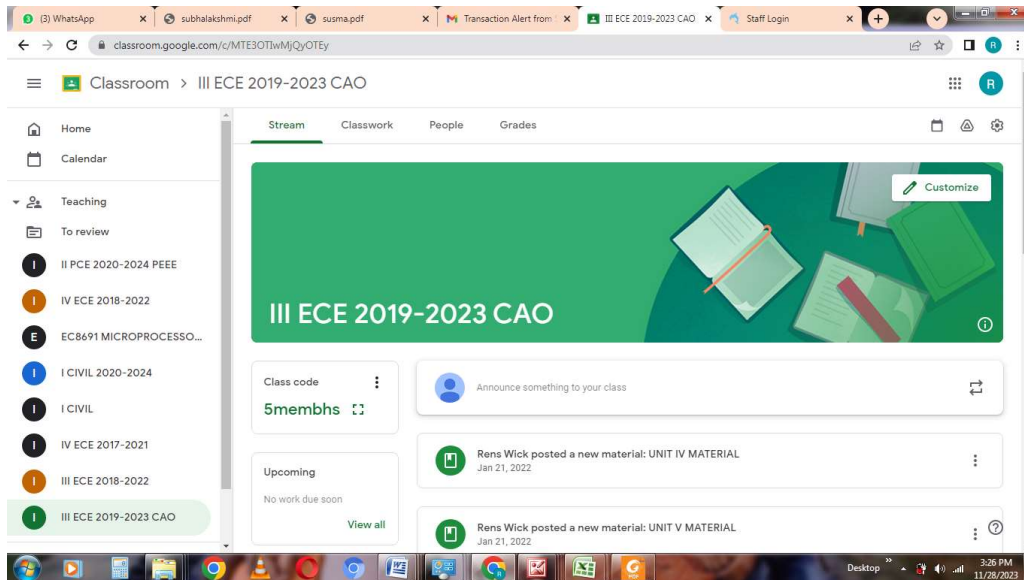 (3) WhatsApp
subhalakshmi.pdf
susma.pdf
Transaction Alert from
III ECE 2019-2023 CAO
Staff Login
classroom.google.com/c/MTE3OTIwMjQyOTEy
R
Classroom > III ECE 2019-2023 CAO
R
Home
Calendar
Teaching
To review
I II PCE 2020-2024 PEEE
I IV ECE 2018-2022
E EC8691 MICROPROCESSO...
I I CIVIL 2020-2024
I I CIVIL
I IV ECE 2017-2021
I III ECE 2018-2022
I III ECE 2019-2023 CAO
Stream Classwork People Grades
Customize
III ECE 2019-2023 CAO
Class code
5membhs
Upcoming
No work due soon
View all
Announce something to your class
Rens Wick posted a new material: UNIT IV MATERIAL
Jan 21, 2022
Rens Wick posted a new material: UNIT V MATERIAL
Jan 21, 2022
Desktop
3:26 PM
11/28/2023